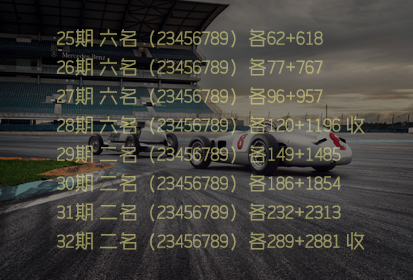 25期 六名（23456789）各62+618
Mercedes-Benz
26期 六名（23456789）各77+767
27期 六名（23456789）各96+957
28期 六名（23456789）各120+1196 收
29期 二名（23456789）各149+1485
30期 二名（23456789）各186+1854
31期 二名（23456789）各232+2313
32期 二名（23456789）各289+2881 收